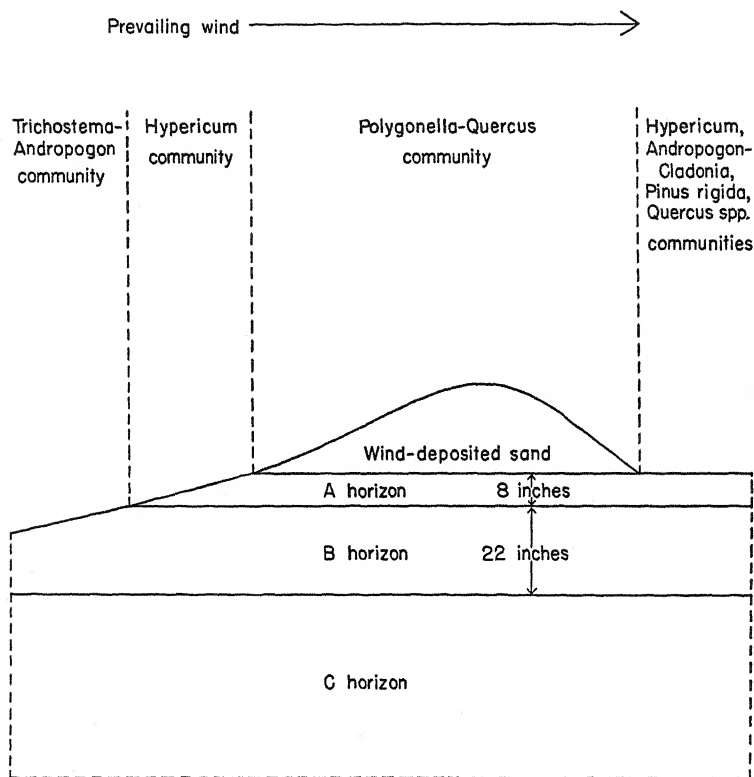 Prevailing wind
Trichostema-
Andropogon
community
Hypericum
community
Polygonella-Quercus
community
Hypericum,
Andropogon-
Cladonia,
Pinus rigida,
Quercus spp.
communities
Wind-deposited sand
A horizon 8 inches
B horizon 22 inches
C horizon